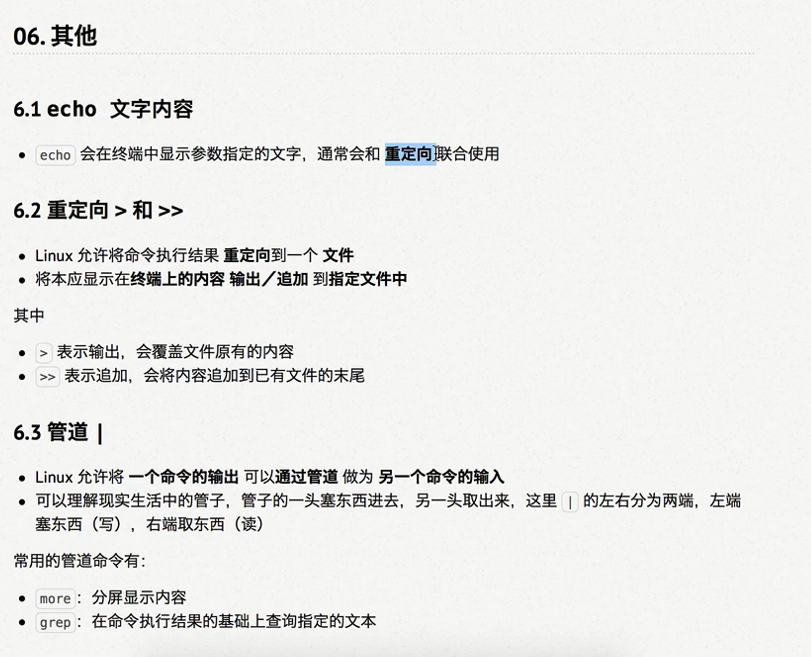 06. 其他
6.1 echo 文字内容
• echo 会在终端中显示参数指定的文字，通常会和 重定向 联合使用
6.2 重定向 > 和 >>
• Linux 允许将命令执行结果 重定向到一个 文件
• 将本应显示在终端上的内容 输出／追加 到指定文件中
其中
• > 表示输出，会覆盖文件原有的内容
• >> 表示追加，会将内容追加到已有文件的末尾
6.3 管道 |
• Linux 允许将 一个命令的输出 可以通过管道 做为 另一个命令的输入
• 可以理解现实生活中的管子，管子的一头塞东西进去，另一头取出来，这里 | 的左右分为两端，左端
塞东西（写），右端取东西（读）
常用的管道命令有：
• more：分屏显示内容
• grep：在命令执行结果的基础上查询指定的文本